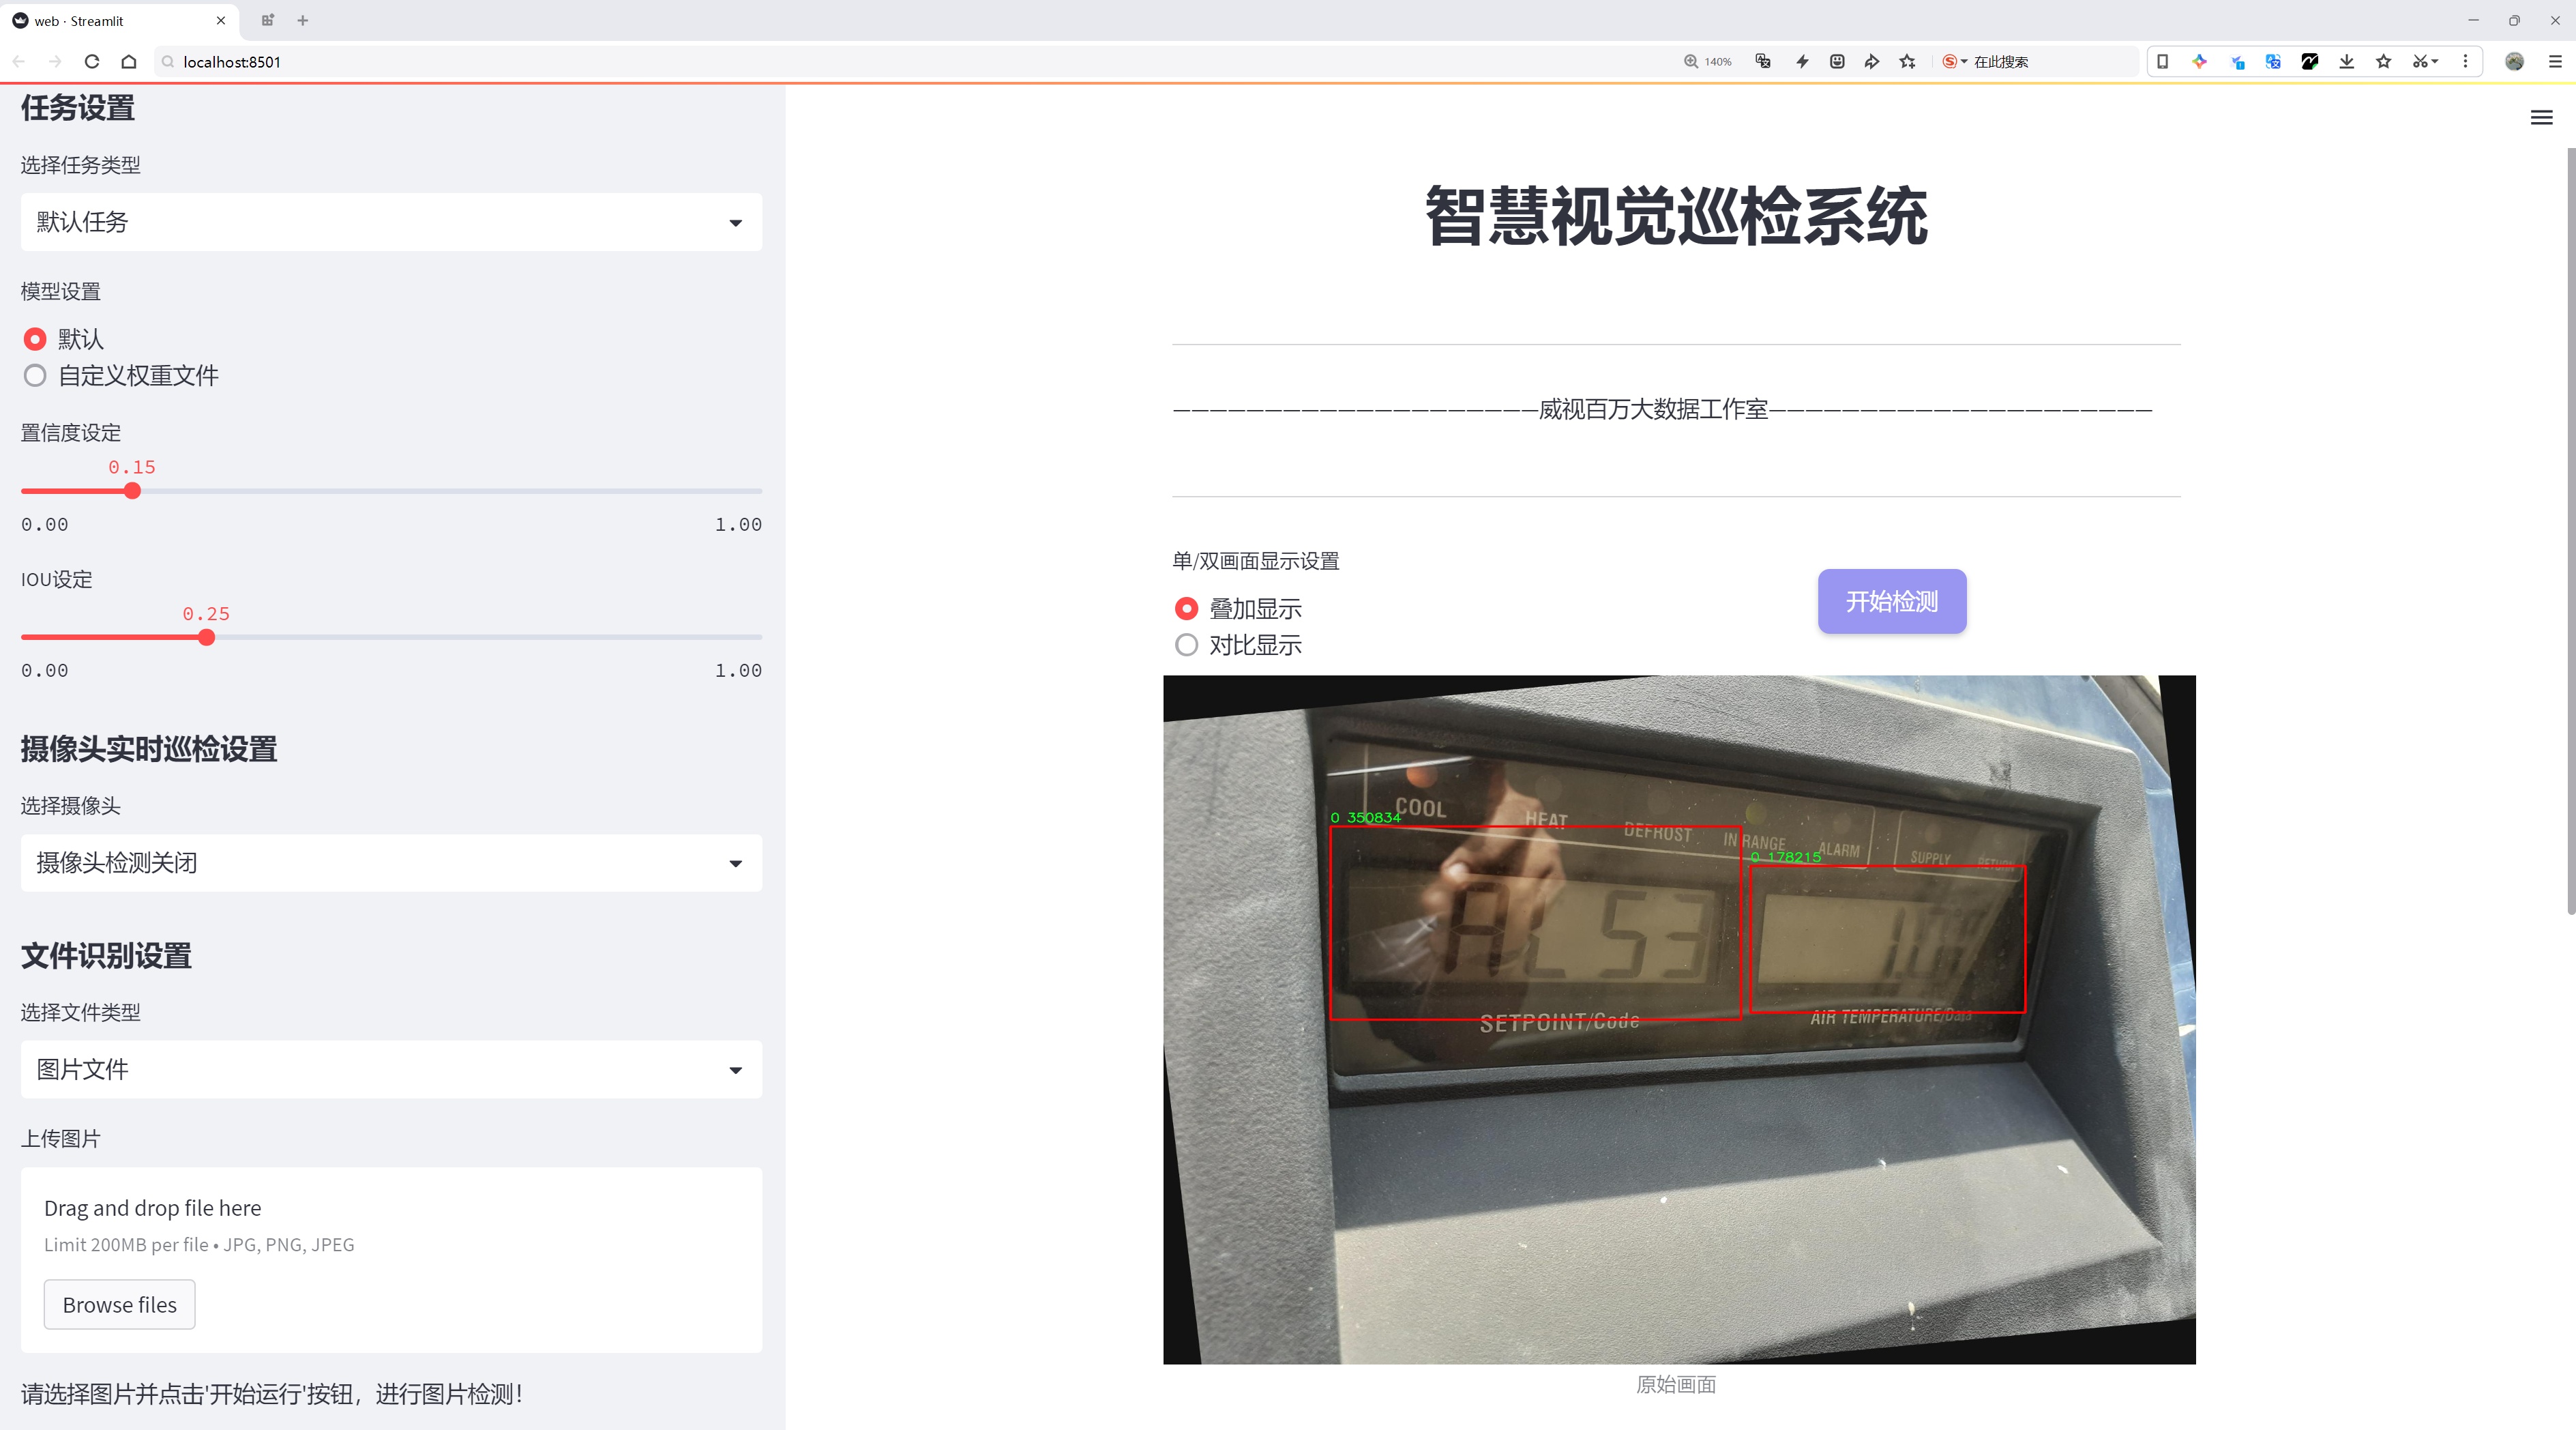 web · Streamlit
localhost:8501
140%
在此搜索
任务设置
选择任务类型
默认任务
模型设置
默认
自定义权重文件
置信度设定
0.15
0.00
1.00
IOU设定
0.25
0.00
1.00
摄像头实时巡检设置
选择摄像头
摄像头检测关闭
文件识别设置
选择文件类型
图片文件
上传图片
Drag and drop file here
Limit 200MB per file • JPG, PNG, JPEG
Browse files
请选择图片并点击'开始运行'按钮，进行图片检测！
智慧视觉巡检系统
————————————————————威视百万大数据工作室—————————————————————
单/双画面显示设置
叠加显示
对比显示
开始检测
COOL
HEAT
DEFROST
IN RANGE
ALARM
SUPPLY
RETURN
0 350834
0 178215
AL 53
SETPOINT/Code
AIR TEMPERATURE/Data
原始画面